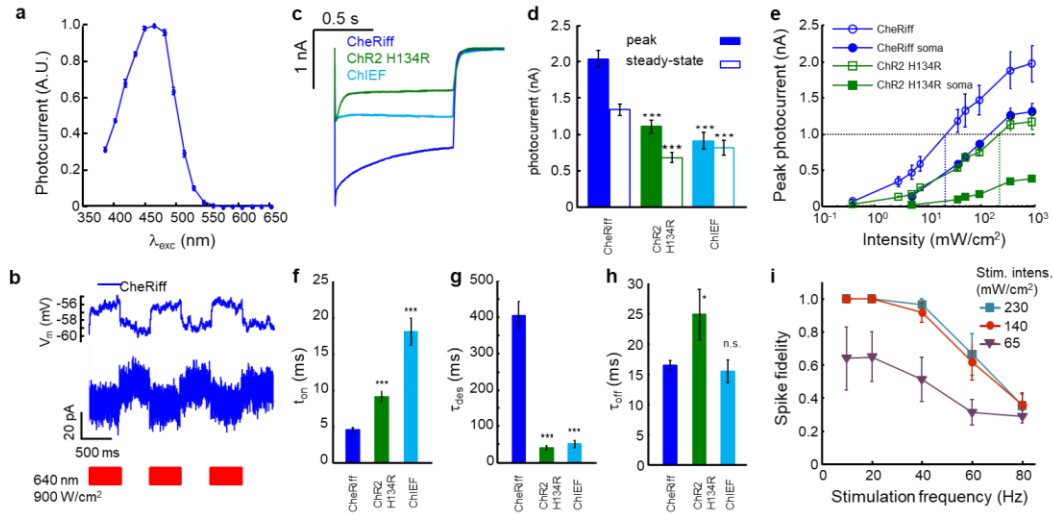 a
Photocurrent (A.U.)
1.0
0.8
0.6
0.4
0.2
0.0
350
450
550
650
λexc (nm)
b
CheRiff
Vm (mV)
-56
-60
20 pA
500 ms
640 nm
900 W/cm²
c
0.5 s
1 nA
CheRiff
ChR2 H134R
ChIEF
d
photocurrent (nA)
2.5
2.0
1.5
1.0
0.5
0.0
peak
steady-state
***
***
***
***
CheRiff
ChR2
H134R
ChIEF
e
Peak photocurrent (nA)
2.5
2.0
1.5
1.0
0.5
0
CheRiff
CheRiff soma
ChR2 H134R
ChR2 H134R soma
10⁻¹
10⁰
10¹
10²
10³
Intensity (mW/cm²)
f
ton (ms)
25
20
15
10
5
0
***
***
CheRiff
ChR2
H134R
ChIEF
g
τdes (ms)
500
400
300
200
100
0
***
***
CheRiff
ChR2
H134R
ChIEF
h
τoff (ms)
30
25
20
15
10
5
0
*
n.s.
CheRiff
ChR2
H134R
ChIEF
i
Stim. intens.
(mW/cm²)
230
140
65
Spike fidelity
1.0
0.8
0.6
0.4
0.2
0
0
20
40
60
80
Stimulation frequency (Hz)